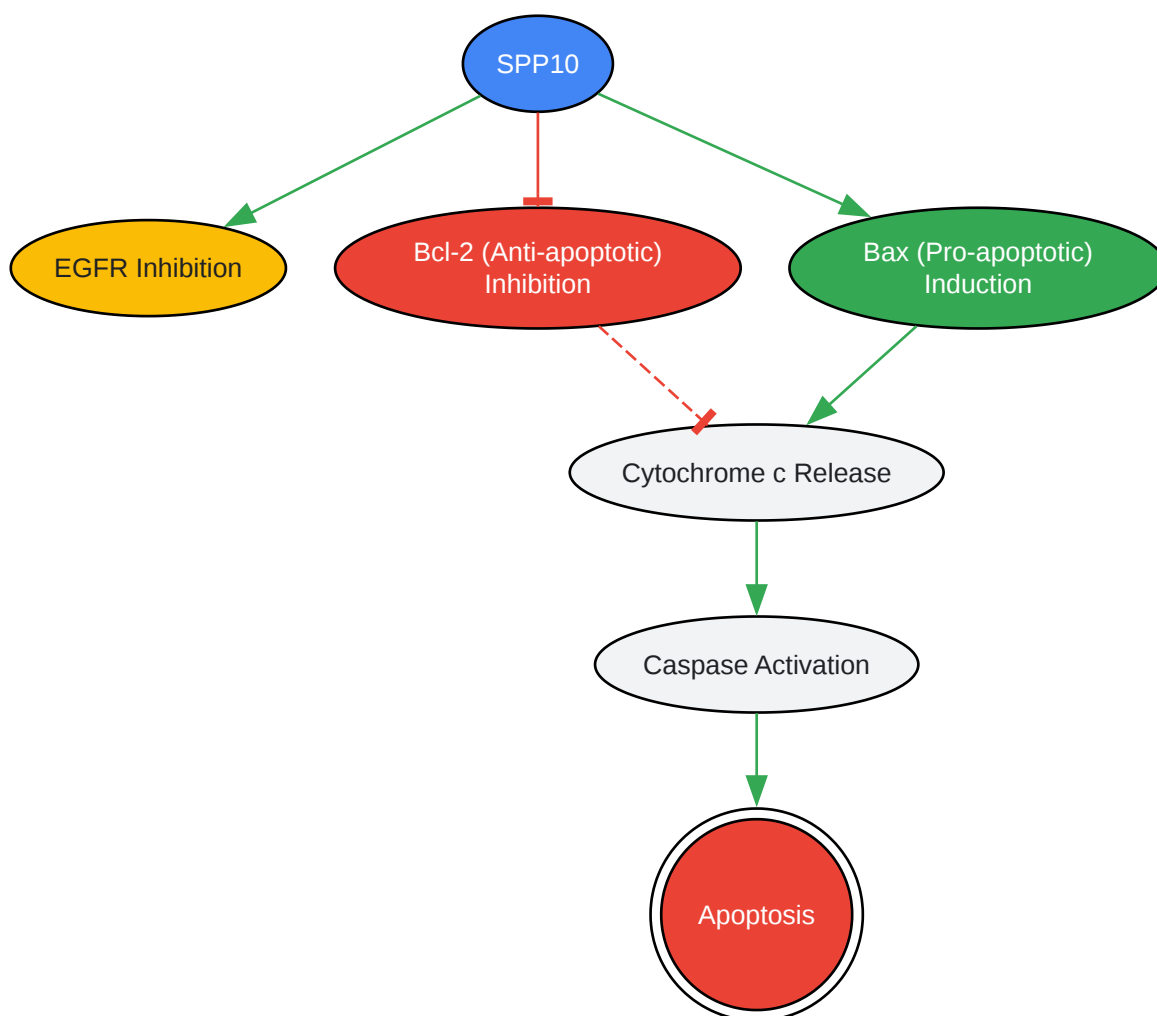 SPP10
EGFR Inhibition
Bcl-2 (Anti-apoptotic)
Inhibition
Bax (Pro-apoptotic)
Induction
Cytochrome c Release
Caspase Activation
Apoptosis